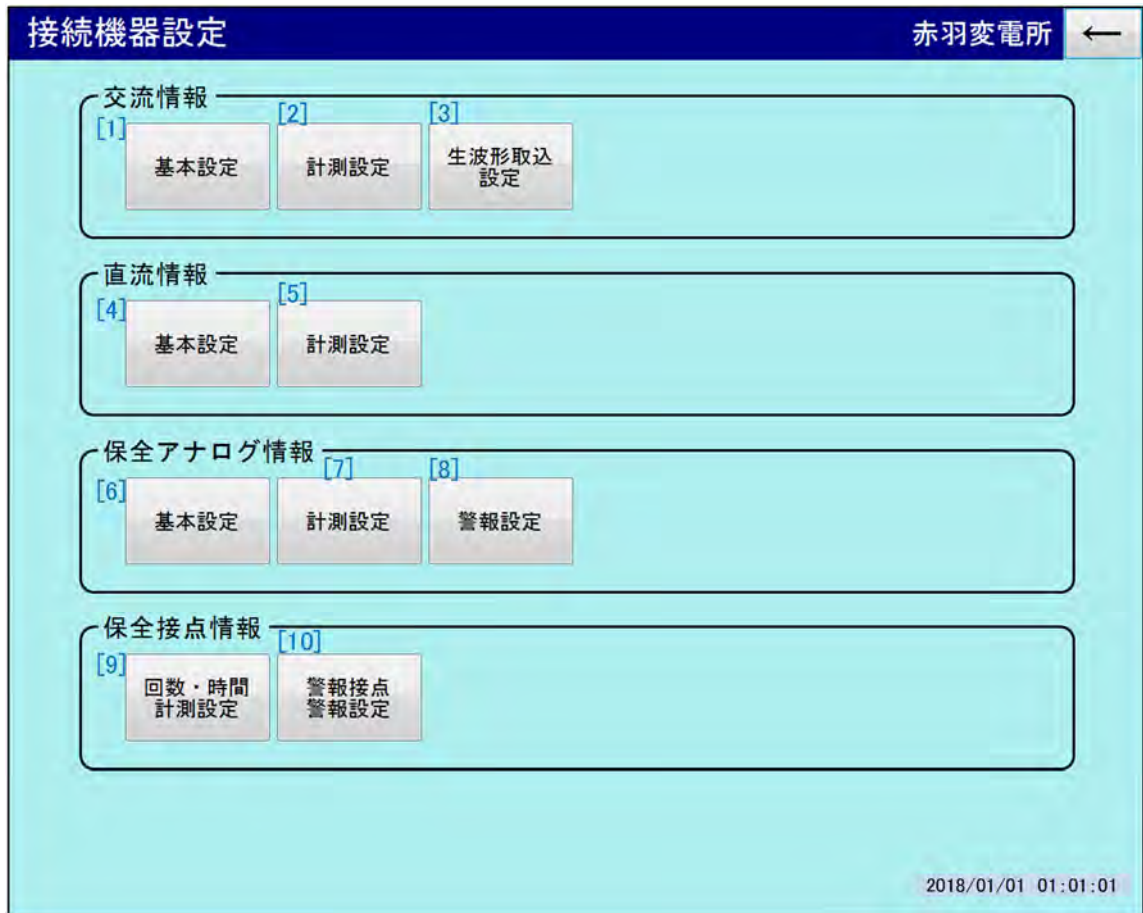 接続機器設定 赤羽変電所 ←
交流情報
[1] [2] [3]
基本設定 計測設定 生波形取込
設定
直流情報
[4] [5]
基本設定 計測設定
保全アナログ情報
[6] [7] [8]
基本設定 計測設定 警報設定
保全接点情報
[9] [10]
回数・時間 警報接点
計測設定 警報設定
2018/01/01 01:01:01